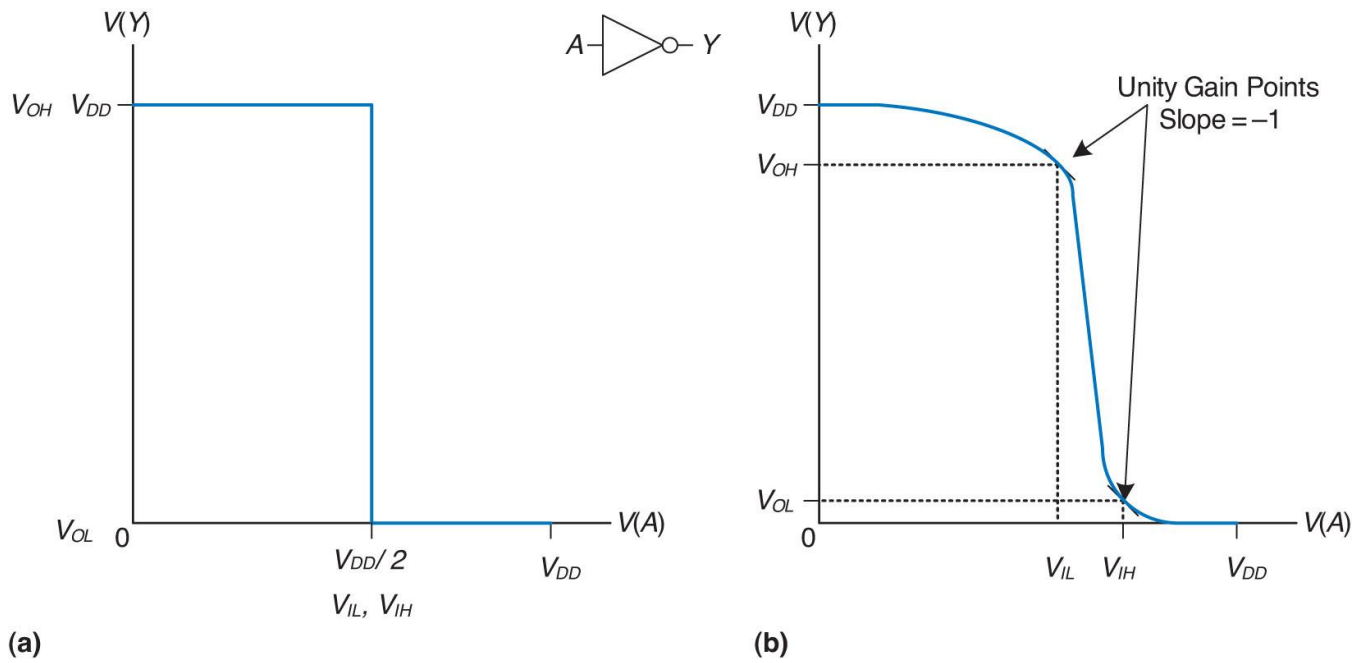 V(Y)
A
Y
V_OH V_DD
V_OL
0
V_DD / 2
V_DD
V(A)
V_IL, V_IH
(a)
V(Y)
Unity Gain Points
Slope = –1
V_DD
V_OH
V_OL
0
V_IL
V_IH
V_DD
V(A)
(b)